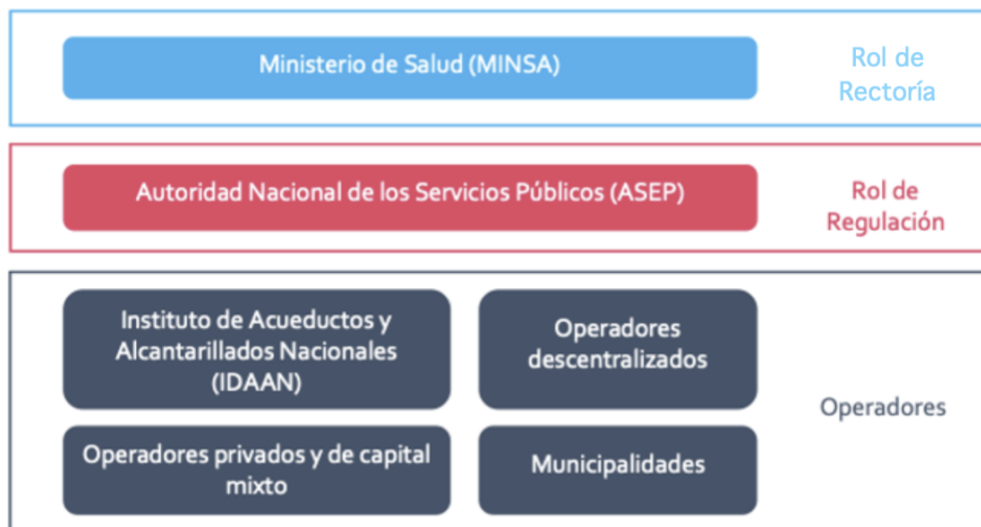 Ministerio de Salud (MINSA)
Rol de
Rectoría
Autoridad Nacional de los Servicios Públicos (ASEP)
Rol de
Regulación
Instituto de Acueductos y
Alcantarillados Nacionales
(IDAAN)
Operadores
descentralizados
Operadores privados y de capital
mixto
Municipalidades
Operadores